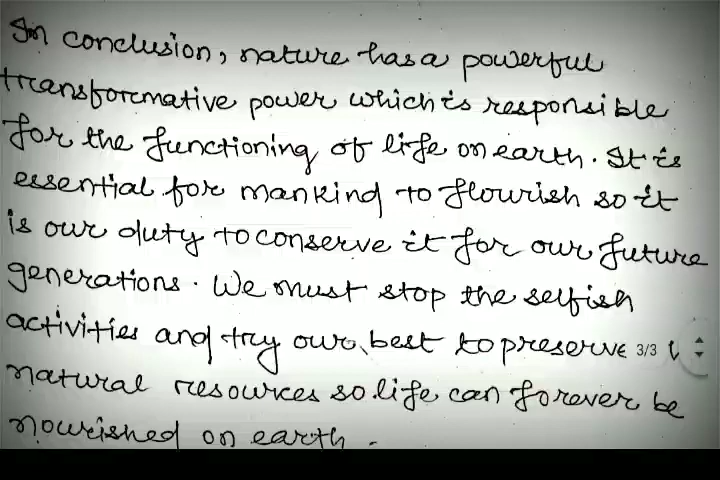 In conclusion, nature has a powerful
transformative power which is responsible
for the functioning of life on earth. It is
essential for mankind to flourish so it
is our duty to conserve it for our future
generations. We must stop the selfish
activities and try our best to preserve 3/3
natural resources so life can forever be
nourished on earth.